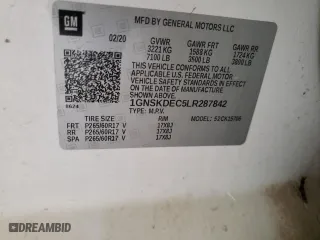 GM
MFD BY GENERAL MOTORS LLC
02/20
GVWR GAWR FRT GAWR RR
3221 KG 1588 KG 1724 KG
7100 LB 3500 LB 3800 LB
THIS VEHICLE CONFORMS TO ALL
APPLICABLE U.S. FEDERAL MOTOR
VEHICLE SAFETY STANDARDS IN EFFECT
ON THE DATE OF MANUFACTURE
SHOWN ABOVE.
1GNSKDEC5LR287842
TYPE: M.P.V.
TIRE SIZE RIM MODEL:
FRT P265/60R17 V 17X8J
RR P265/60R17 V 17X8J
SPA P265/60R17 V 17X8J